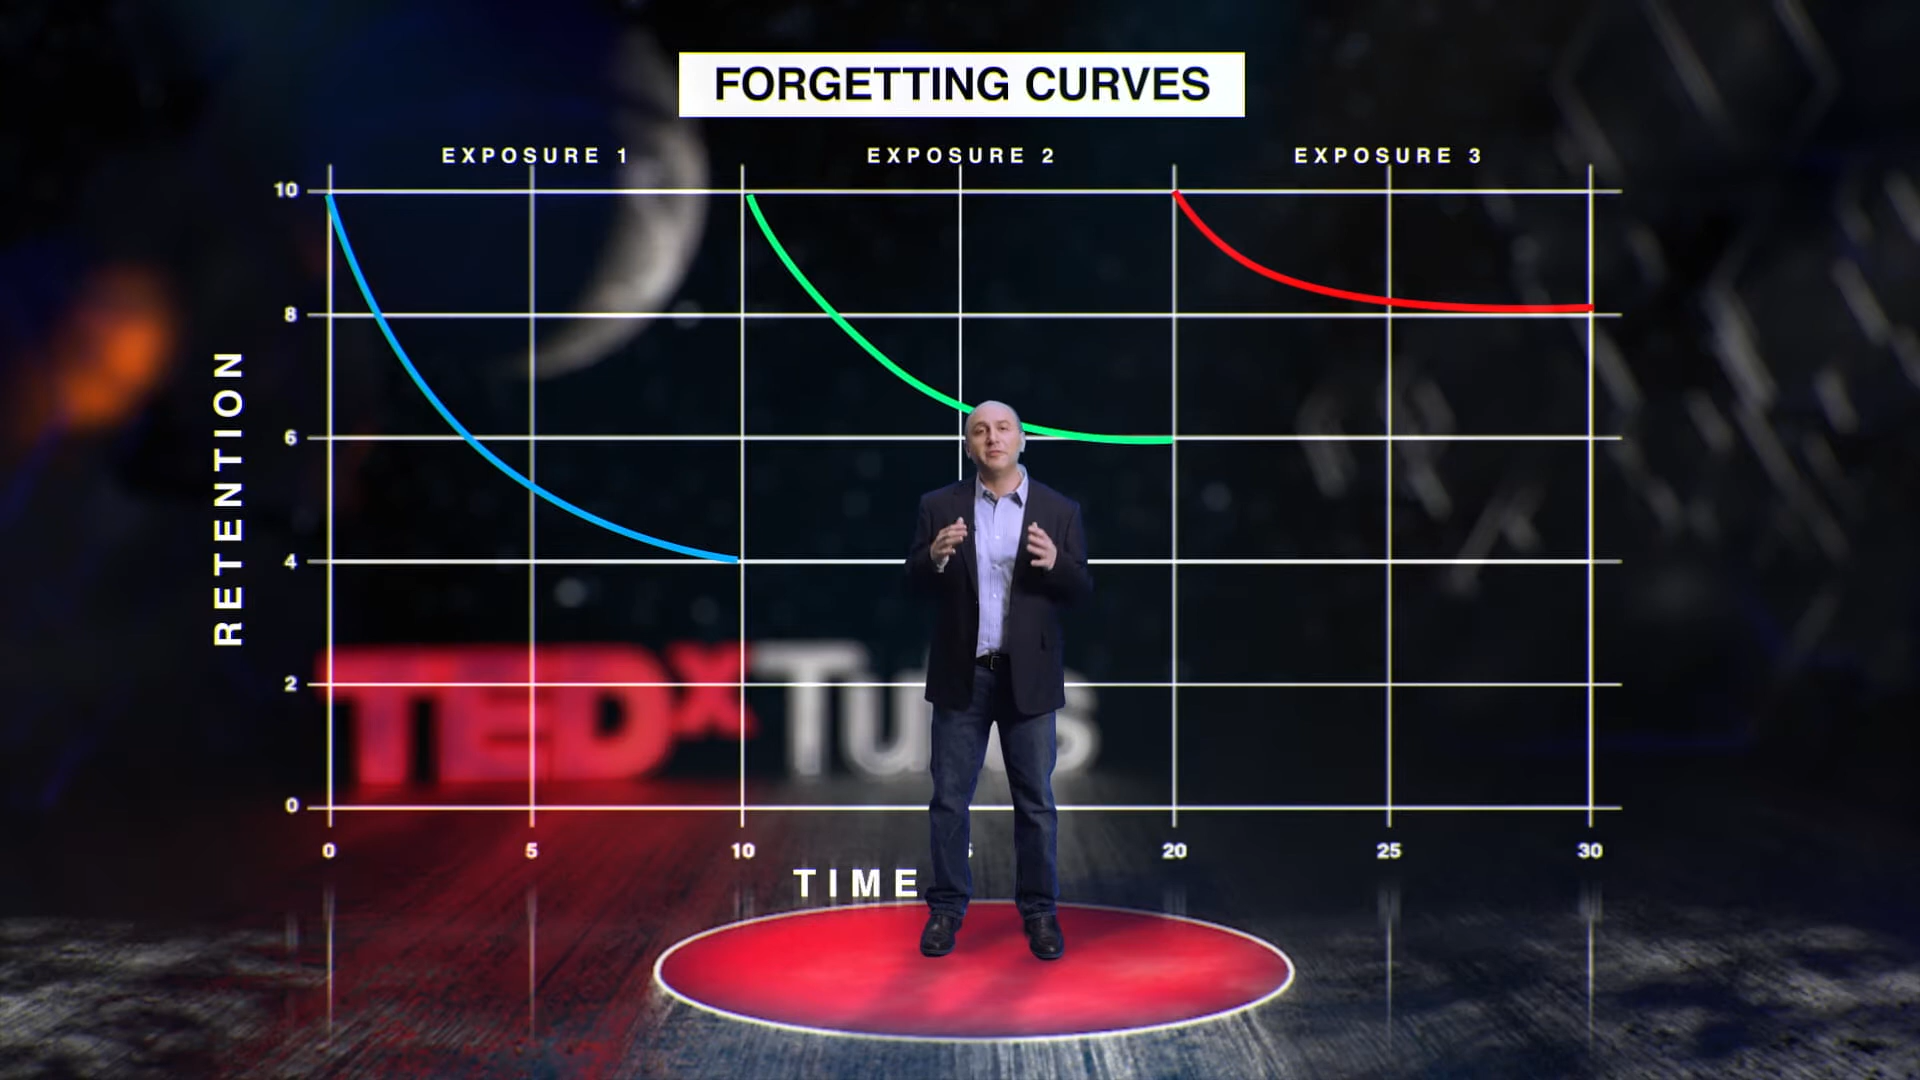 FORGETTING CURVES
EXPOSURE 1 EXPOSURE 2 EXPOSURE 3
10
8
6
4
2
0
RETENTION
TEDx
0 5 10 20 25 30
TIME